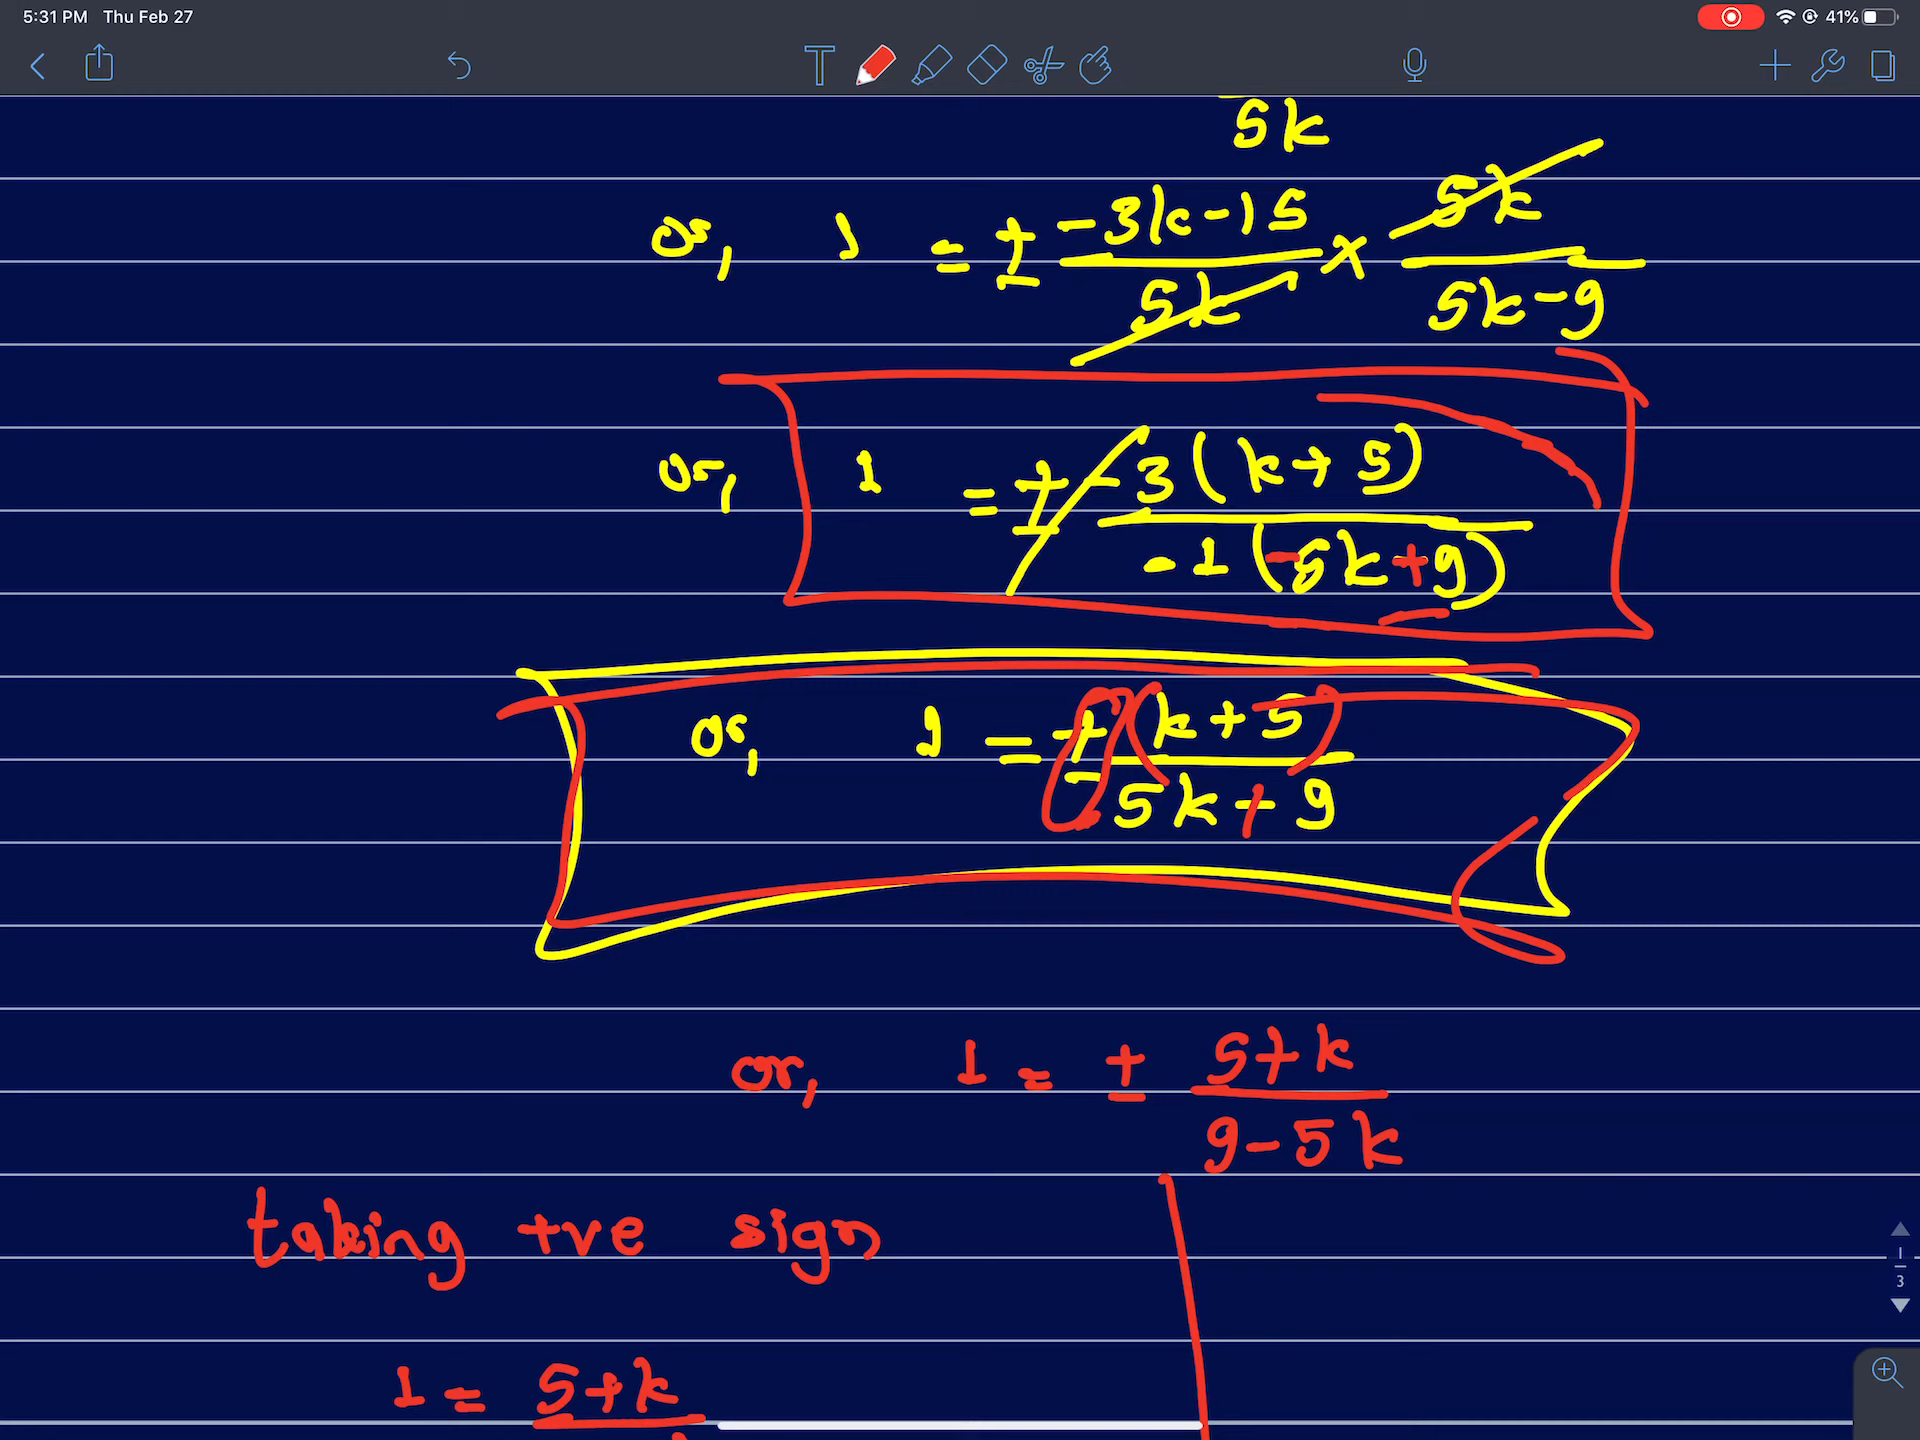 5:31 PM Thu Feb 27
41%
5k
or, 1 = ± -3k-15/5k × 5k/5k-9
or, 1 = ± -3(k+5)/-1(-5k+9)
or, 1 = ± k+5/5k+9
or, 1 = ± 5+k/9-5k
taking +ve sign
1
3
1 = 5+k